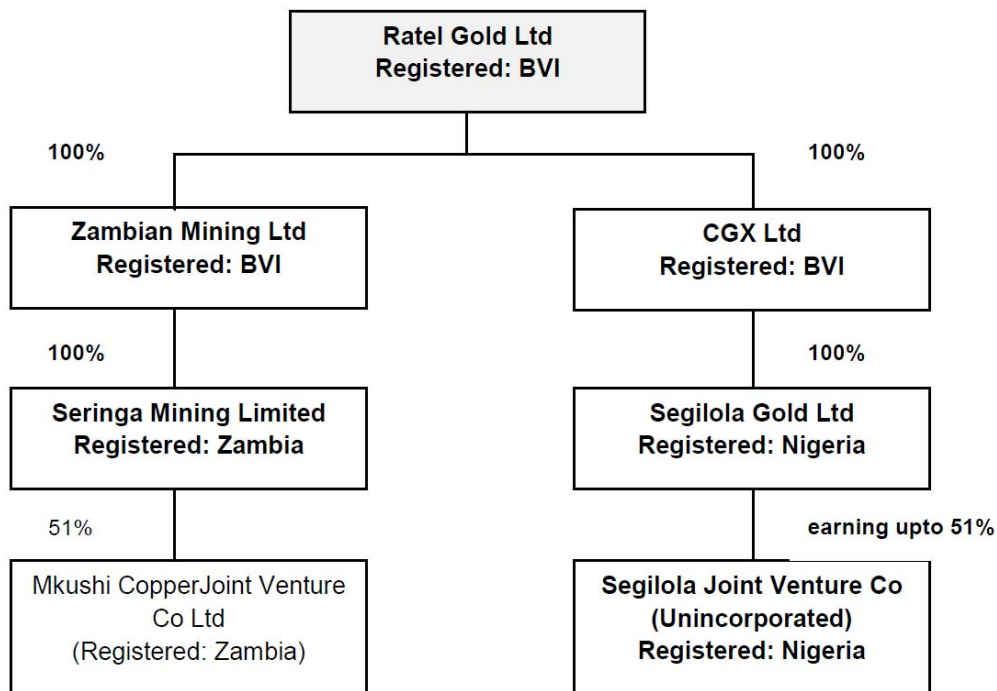 Ratel Gold Ltd
Registered: BVI
100%
100%
Zambian Mining Ltd
Registered: BVI
CGX Ltd
Registered: BVI
100%
100%
Seringa Mining Limited
Registered: Zambia
Segilola Gold Ltd
Registered: Nigeria
51%
earning upto 51%
Mkushi CopperJoint Venture
Co Ltd
(Registered: Zambia)
Segilola Joint Venture Co
(Unincorporated)
Registered: Nigeria